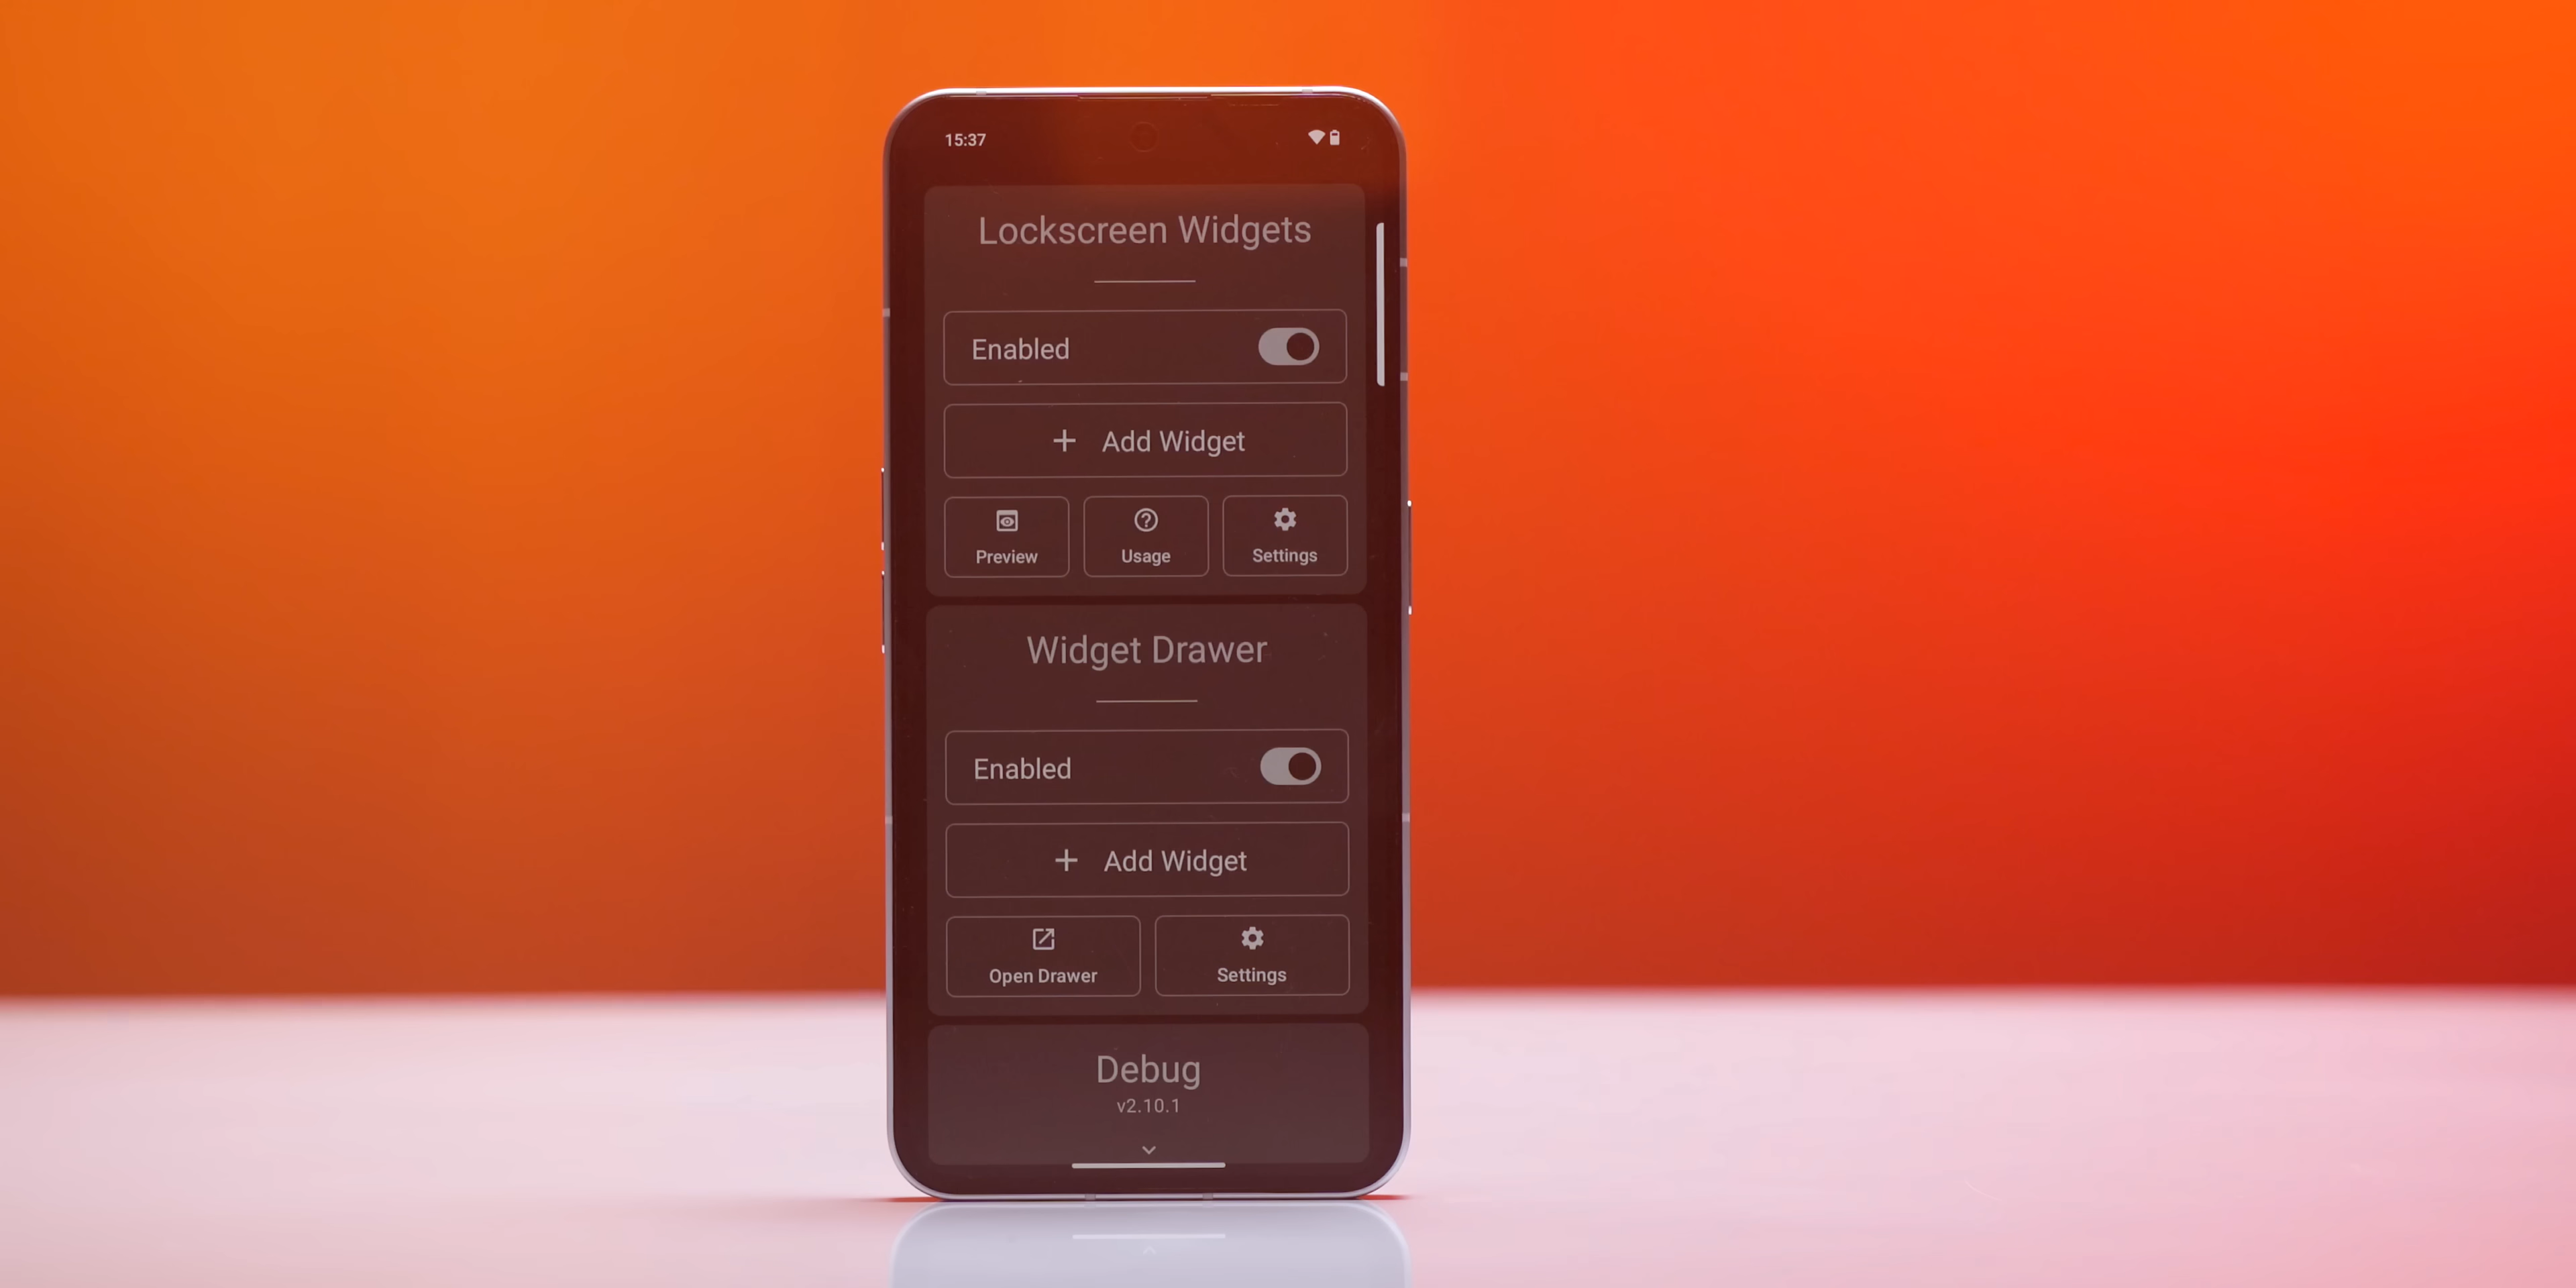 15:37
Lockscreen Widgets
Enabled
Add Widget
Preview
Usage
Settings
Widget Drawer
Enabled
Add Widget
Open Drawer
Settings
Debug
v2.10.1